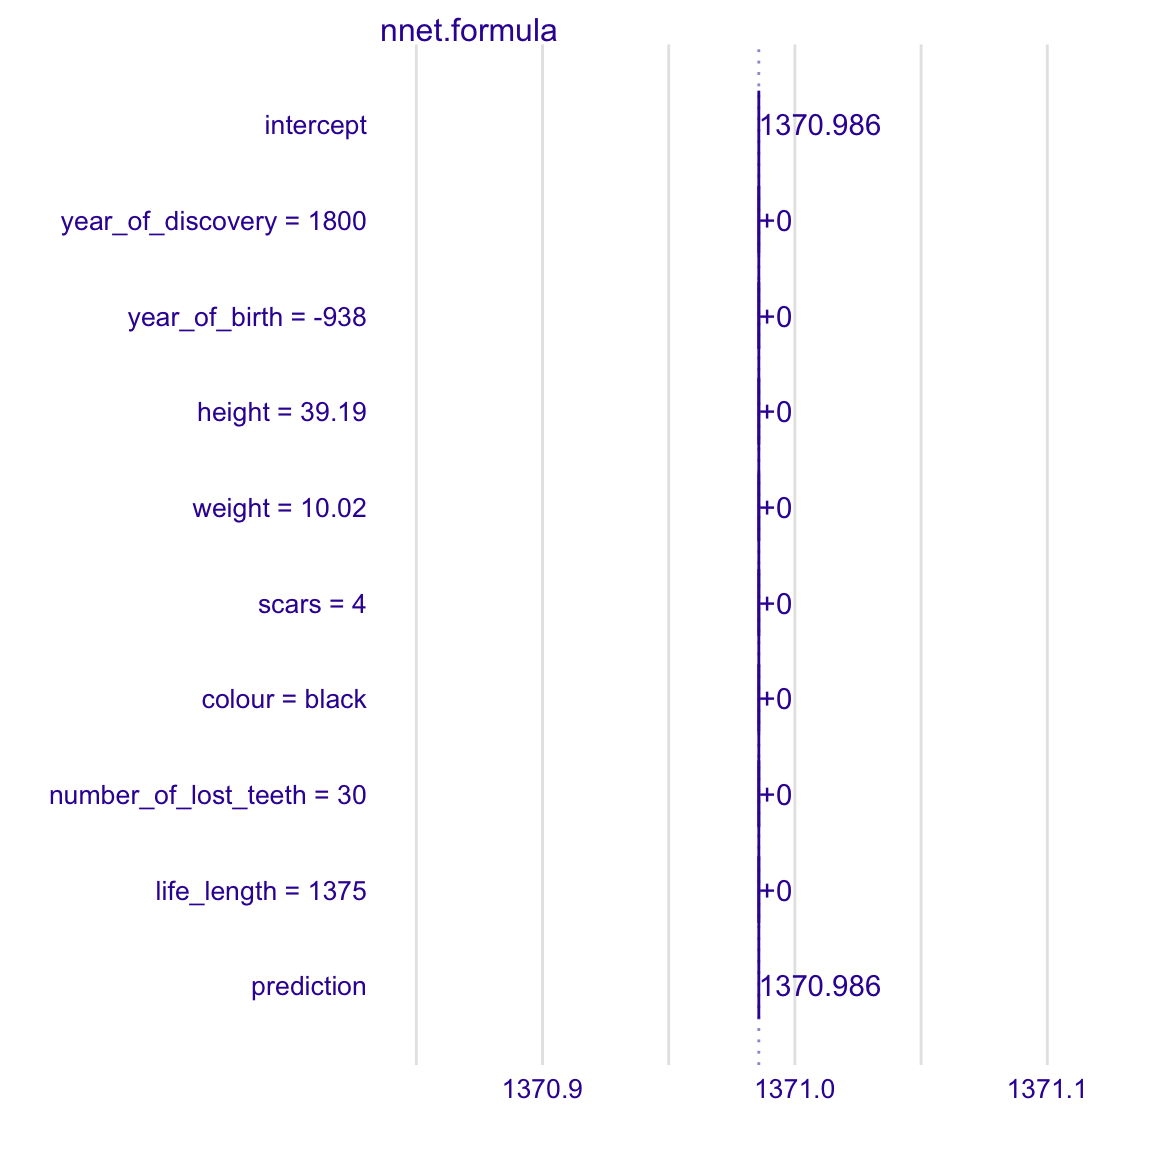 nnet.formula
intercept 1370.986
year_of_discovery = 1800 +0
year_of_birth = -938 +0
height = 39.19 +0
weight = 10.02 +0
scars = 4 +0
colour = black +0
number_of_lost_teeth = 30 +0
life_length = 1375 +0
prediction 1370.986
1370.9 1371.0 1371.1